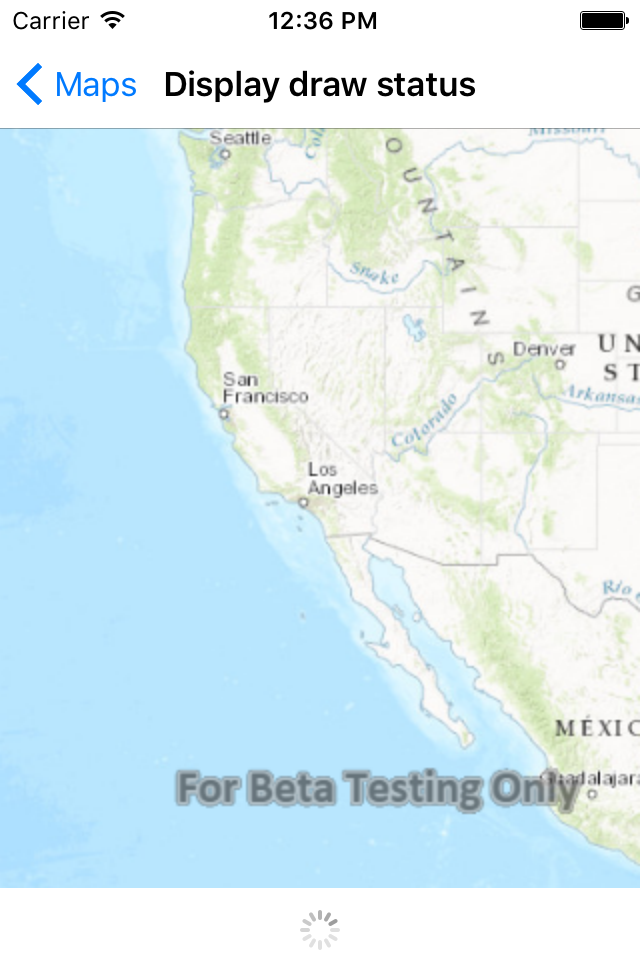 Carrier 12:36 PM
Maps Display draw status
Seattle
Missouri
OUNTAINS
Snake
Denver
UN
ST
San
Francisco
Arkansas
Colorado
Los
Angeles
MÉXIC
Guadalajara
For Beta Testing Only